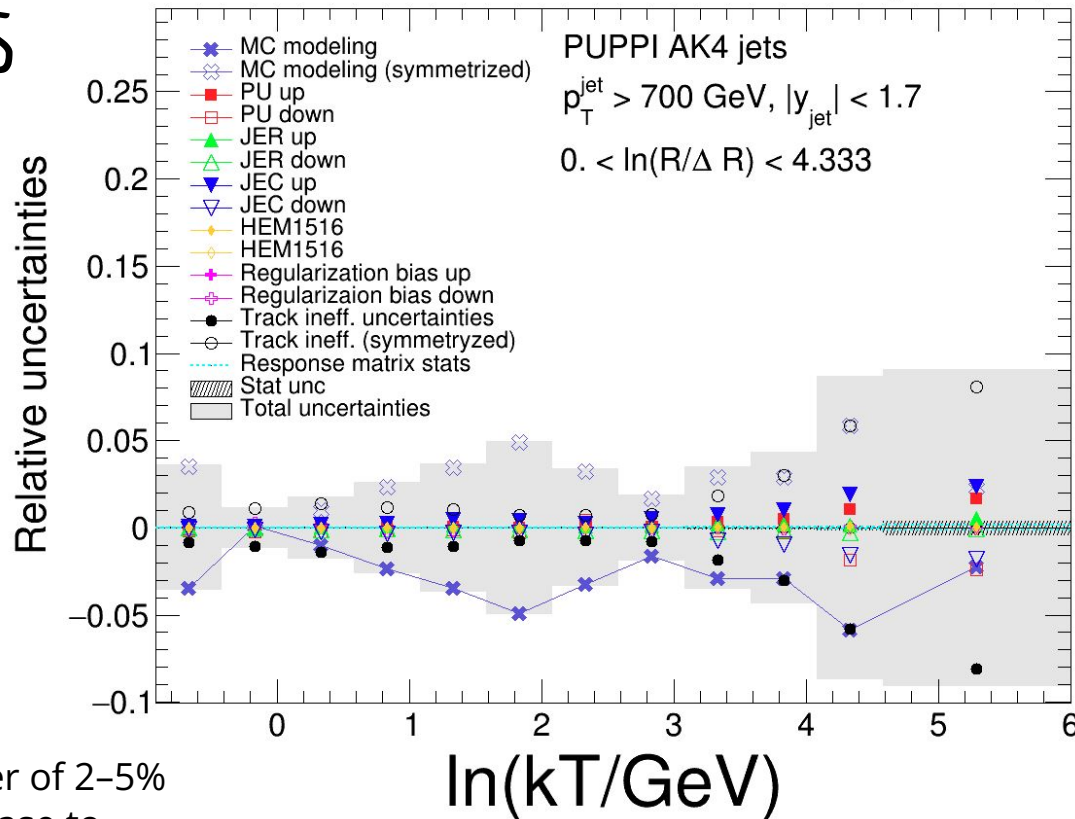 S
MC modeling
MC modeling (symmetrized)
PU up
PU down
JER up
JER down
JEC up
JEC down
HEM1516
HEM1516
Regularization bias up
Regularizaion bias down
Track ineff. uncertainties
Track ineff. (symmetryzed)
Response matrix stats
Stat unc
Total uncertainties
PUPPI AK4 jets
p_T^jet > 700 GeV, |y_jet| < 1.7
0. < ln(R/Δ R) < 4.333
Relative uncertainties
0.25
0.2
0.15
0.1
0.05
0
−0.05
−0.1
0 1 2 3 4 5 6
ln(kT/GeV)
er of 2–5%